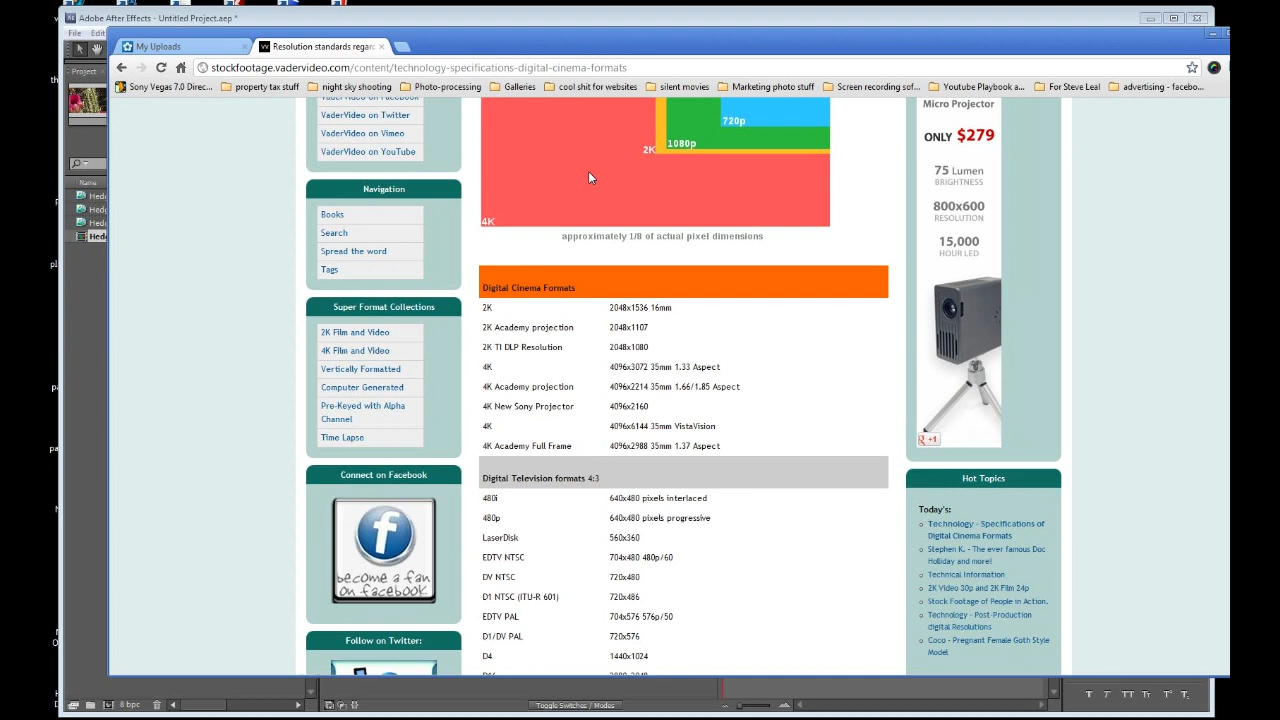 Adobe After Effects - Untitled Project.aep *
File Edi
My Uploads
Resolution standards regard
stockfootage.vadervideo.com/content/technology-specifications-digital-cinema-formats
Sony Vegas 7.0 Direc... property tax stuff night sky shooting Photo-processing Galleries cool shit for websites silent movies Marketing photo stuff Screen recording sof... Youtube Playbook a... For Steve Leal advertising - facebo...
Project
Name
Hed
Hedg
Hed
Hed
VaderVideo on Facebook
VaderVideo on Twitter
VaderVideo on Vimeo
VaderVideo on YouTube
Navigation
Books
Search
Spread the word
Tags
Super Format Collections
2K Film and Video
4K Film and Video
Vertically Formatted
Computer Generated
Pre-Keyed with Alpha
Channel
Time Lapse
Connect on Facebook
f
become a fan
on facebook
Follow on Twitter:
720p
1080p
2K
4K
approximately 1/8 of actual pixel dimensions
Digital Cinema Formats
2K 2048x1536 16mm
2K Academy projection 2048x1107
2K TI DLP Resolution 2048x1080
4K 4096x3072 35mm 1.33 Aspect
4K Academy projection 4096x2214 35mm 1.66/1.85 Aspect
4K New Sony Projector 4096x2160
4K 4096x6144 35mm VistaVision
4K Academy Full Frame 4096x2988 35mm 1.37 Aspect
Digital Television formats 4:3
480i 640x480 pixels interlaced
480p 640x480 pixels progressive
LaserDisk 560x360
EDTV NTSC 704x480 480p/60
DV NTSC 720x480
D1 NTSC (ITU-R 601) 720x486
EDTV PAL 704x576 576p/50
D1/DV PAL 720x576
D4 1440x1024
Micro Projector
ONLY $279
75 Lumen
BRIGHTNESS
800x600
RESOLUTION
15,000
HOUR LED
+1
Hot Topics
Today's:
Technology - Specifications of
Digital Cinema Formats
Stephen K. - The ever famous Doc
Holliday and more!
Technical Information
2K Video 30p and 2K Film 24p
Stock Footage of People in Action.
Technology - Post-Production
digital Resolutions
Coco - Pregnant Female Goth Style
Model
8 bpc
Toggle Switches / Modes